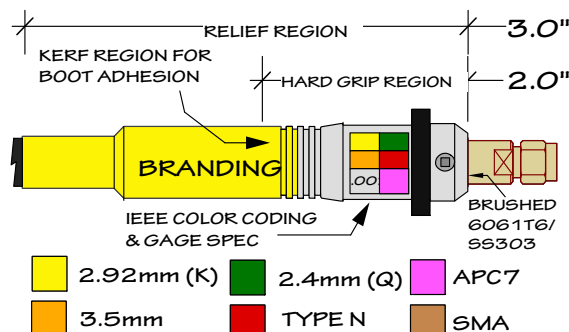 RELIEF REGION
3.0"
KERF REGION FOR
BOOT ADHESION
HARD GRIP REGION
2.0"
BRANDING
.00
IEEE COLOR CODING
& GAGE SPEC
BRUSHED
6061T6/
SS303
2.92mm (K)
2.4mm (Q)
APC7
3.5mm
TYPE N
SMA